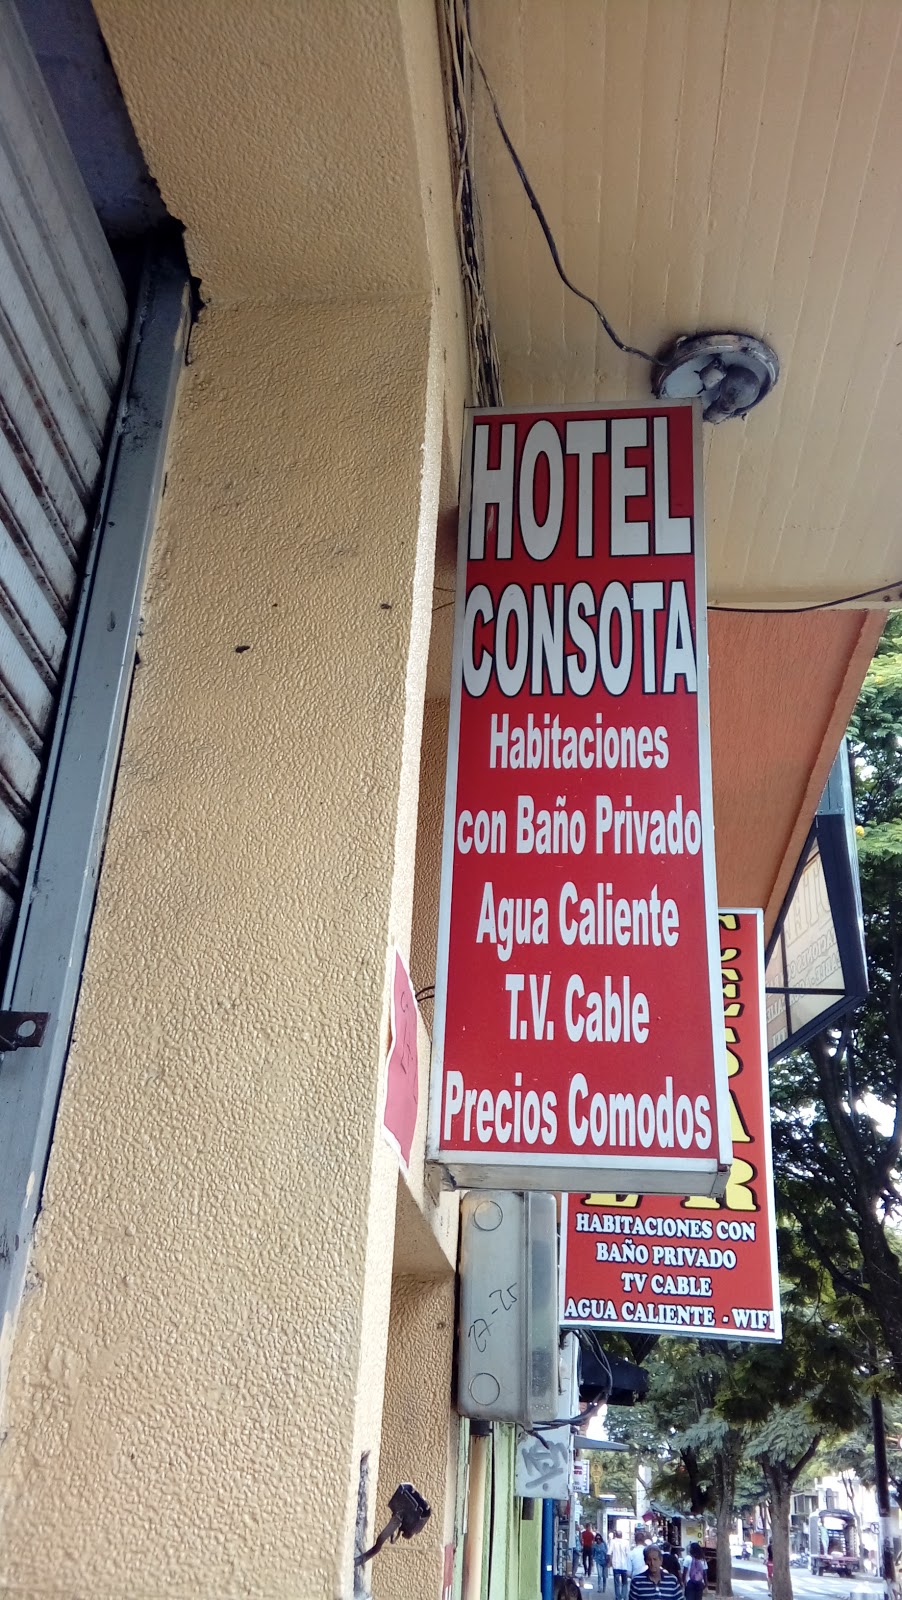 HOTEL
CONSOTA
Habitaciones
con Baño Privado
Agua Caliente
T.V. Cable
Precios Comodos
HABITACIONES CON
BAÑO PRIVADO
TV CABLE
AGUA CALIENTE - WIFI
27-25